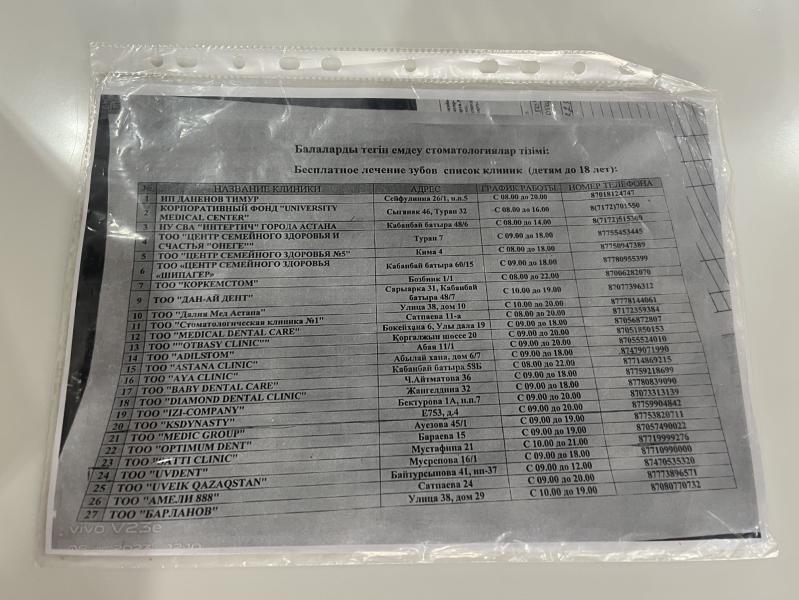 Балаларды тегін емдеу стоматологиялар тізімі:
Бесплатное лечение зубов список клиник (детям до 18 лет):
№ НАЗВАНИЕ КЛИНИКИ АДРЕС ГРАФИК РАБОТЫ НОМЕР ТЕЛЕФОНА
1 ИП ДАНЕНОВ ТИМУР Сейфуллина 26/1, н.п.5 С 08.00 до 20.00 87018124747
2 КОРПОРАТИВНЫЙ ФОНД "UNIVERSITY
MEDICAL CENTER" Сыганак 46, Туран 32 С 08.00 до 16.00 8(7172)701550
3 НУ СВА "ИНТЕРТИЧ" ГОРОДА АСТАНА Кабанбай батыра 48/6 С 08.00 до 14.00 8(7172)515369
4 ТОО "ЦЕНТР СЕМЕЙНОГО ЗДОРОВЬЯ И
СЧАСТЬЯ "ОНЕГЕ"" Туран 7 С 09.00 до 18.00 87755453445
5 ТОО "ЦЕНТР СЕМЕЙНОГО ЗДОРОВЬЯ №5" Кима 4 С 08.00 до 18.00 87750947389
6 ТОО «ЦЕНТР СЕМЕЙНОГО ЗДОРОВЬЯ
«ШИПАГЕР» Кабанбай батыра 60/15 С 09.00 до 18.00 87780955399
7 ТОО "КОРКЕМСТОМ" Бозбиик 1/1 С 08.00 до 22.00 87006282070
9 ТОО "ДАН-АЙ ДЕНТ" Сарыарка 31, Кабанбай
батыра 48/7 С 10.00 до 19.00 87077396312
10 ТОО "Далия Мед Астана" Улица 38, дом 10 С 10.00 до 20.00 87778144061
11 ТОО "Стоматологическая клиника №1" Сатпаева 11-а С 08.00 до 20.00 87172359384
12 ТОО "MEDICAL DENTAL CARE" Бокейхана 6, Улы дала 19 С 09.00 до 18.00 87056872807
13 ТОО ""OTBASY CLINIC"" Коргалжын шоссе 20 С 09.00 до 20.00 87051850153
14 ТОО "ADILSTOM" Абая 11/1 С 09.00 до 20.00 87055524010
15 ТОО "ASTANA CLINIC" Абылай хана, дом 6/7 С 09.00 до 18.00 87479071990
16 ТОО "AYA CLINIC" Кабанбай батыра 58Б С 08.00 до 22.00 87714869215
17 ТОО "BABY DENTAL CARE" Ч.Айтматова 36 С 09.00 до 18.00 87759218699
18 ТОО "DIAMOND DENTAL CLINIC" Жангелдина 32 С 09.00 до 18.00 87780839090
19 ТОО "IZI-COMPANY" Бектурова 1А, н.п.7 С 09.00 до 20.00 87073313139
20 ТОО "KSDYNASTY" Е753, д.4 С 09.00 до 19.00 87759904842
21 ТОО "MEDIC GROUP" Ауезова 45/1 С 09.00 до 19.00 87753820711
22 ТОО "OPTIMUM DENT" Бараева 15 С 09.00 до 19.00 87057490022
23 ТОО "SATTI CLINIC" Мустафина 21 С 10.00 до 21.00 87719999276
24 ТОО "UVDENT" Мусрепова 16/1 С 09.00 до 18.00 87710990000
25 ТОО "UVEIK QAZAQSTAN" Байтурсынова 41, нп-37 С 09.00 до 12.00 87470535320
26 ТОО "АМЕЛИ 888" Сатпаева 24 С 09.00 до 20.00 87773896571
27 ТОО "БАРЛАНОВ" Улица 38, дом 29 С 10.00 до 19.00 87080770732
vivo V23e